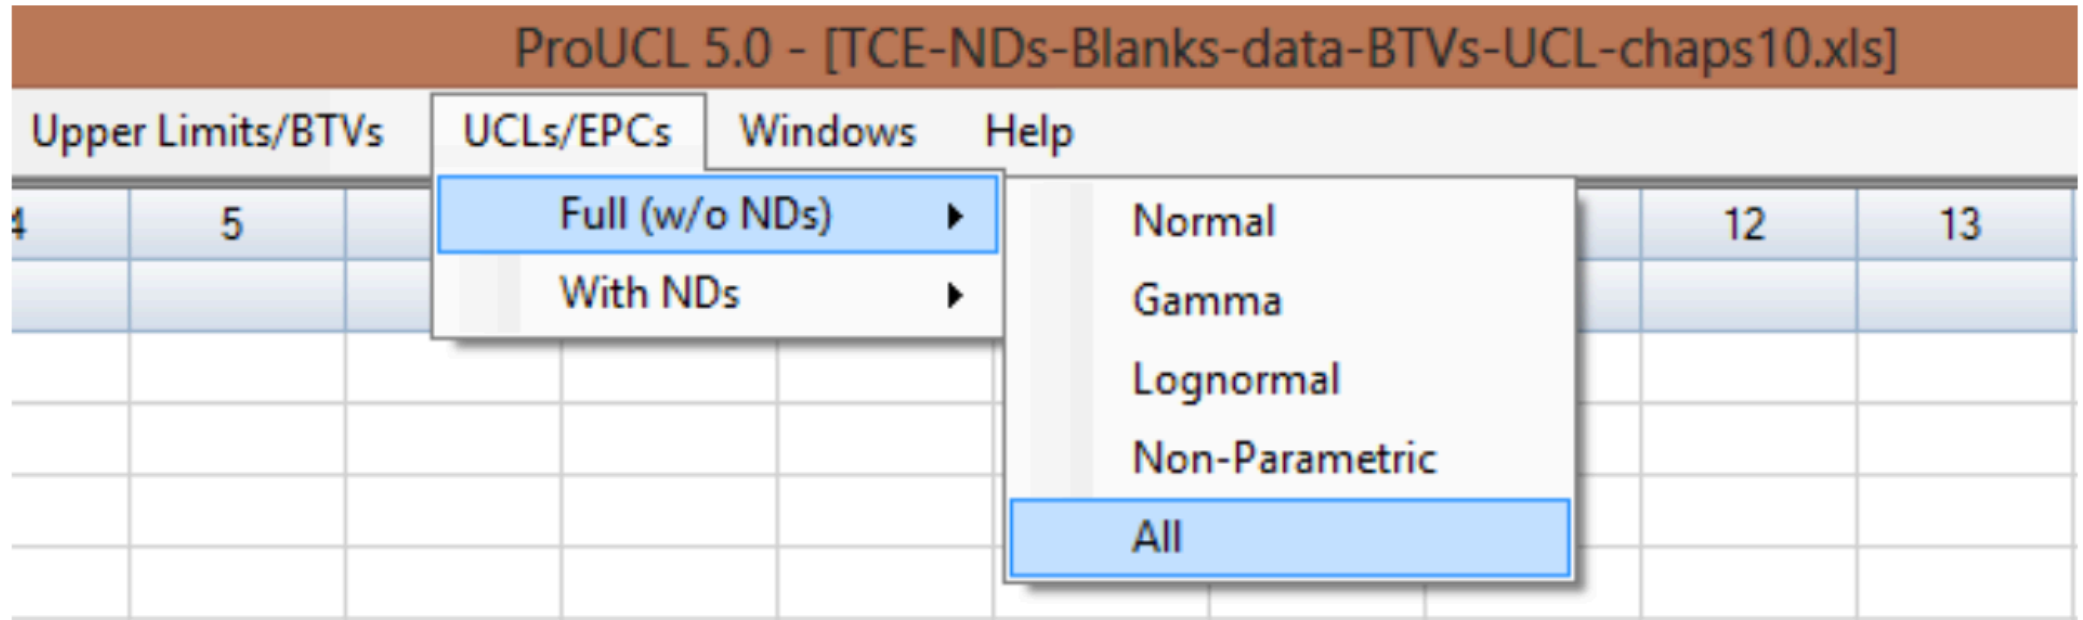 ProUCL 5.0 - [TCE-NDs-Blanks-data-BTVs-UCL-chaps10.xls]
Upper Limits/BTVs UCLs/EPCs Windows Help
4 5 12 13
Full (w/o NDs)
With NDs
Normal
Gamma
Lognormal
Non-Parametric
All